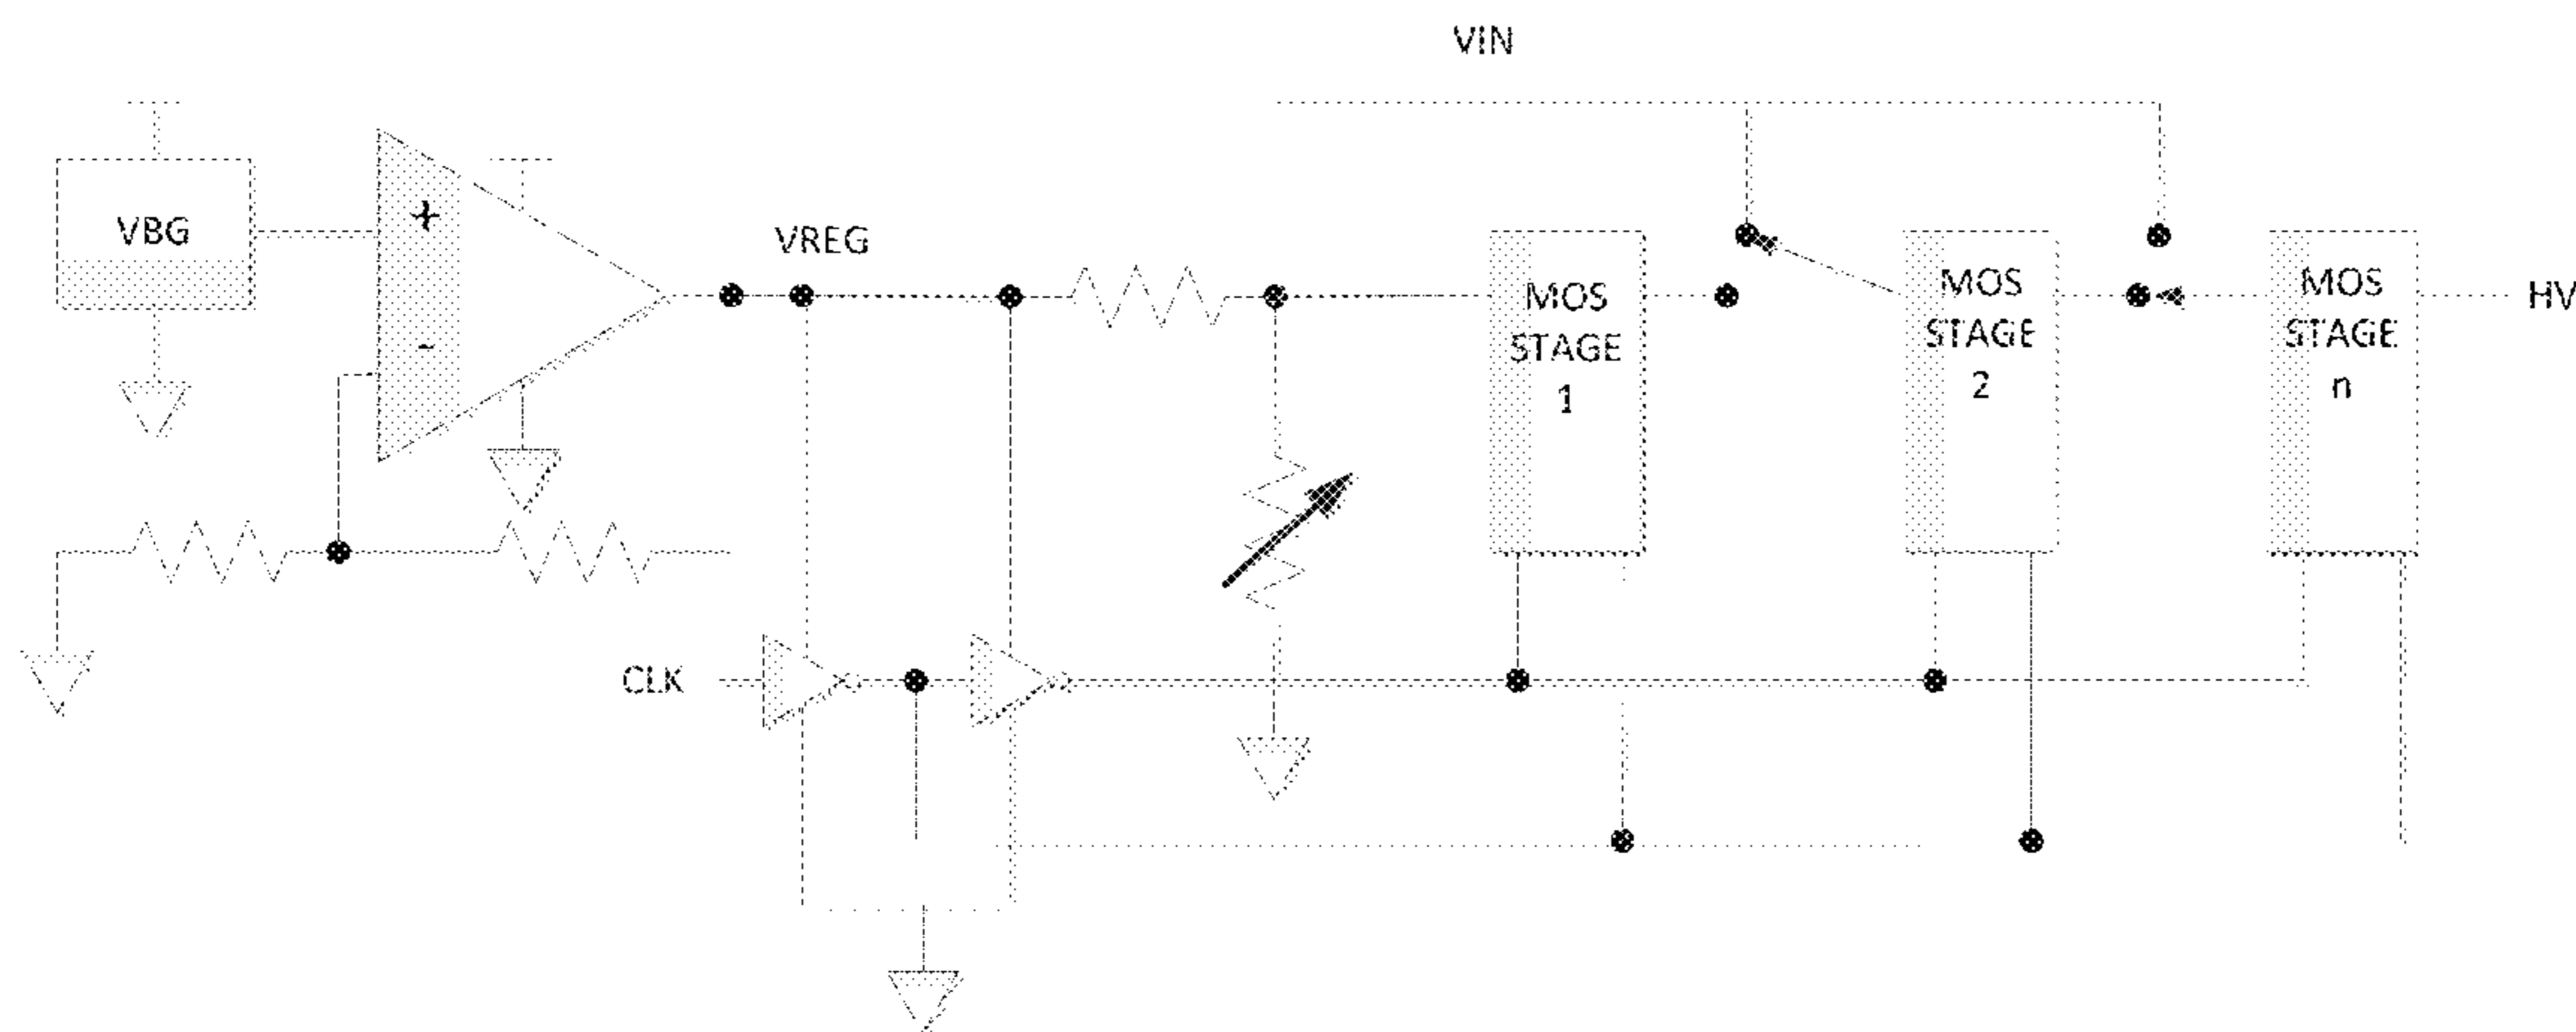 VIN
VBG
+
-
VREG
MOS
STAGE
1
MOS
STAGE
2
MOS
STAGE
n
HV
CLK